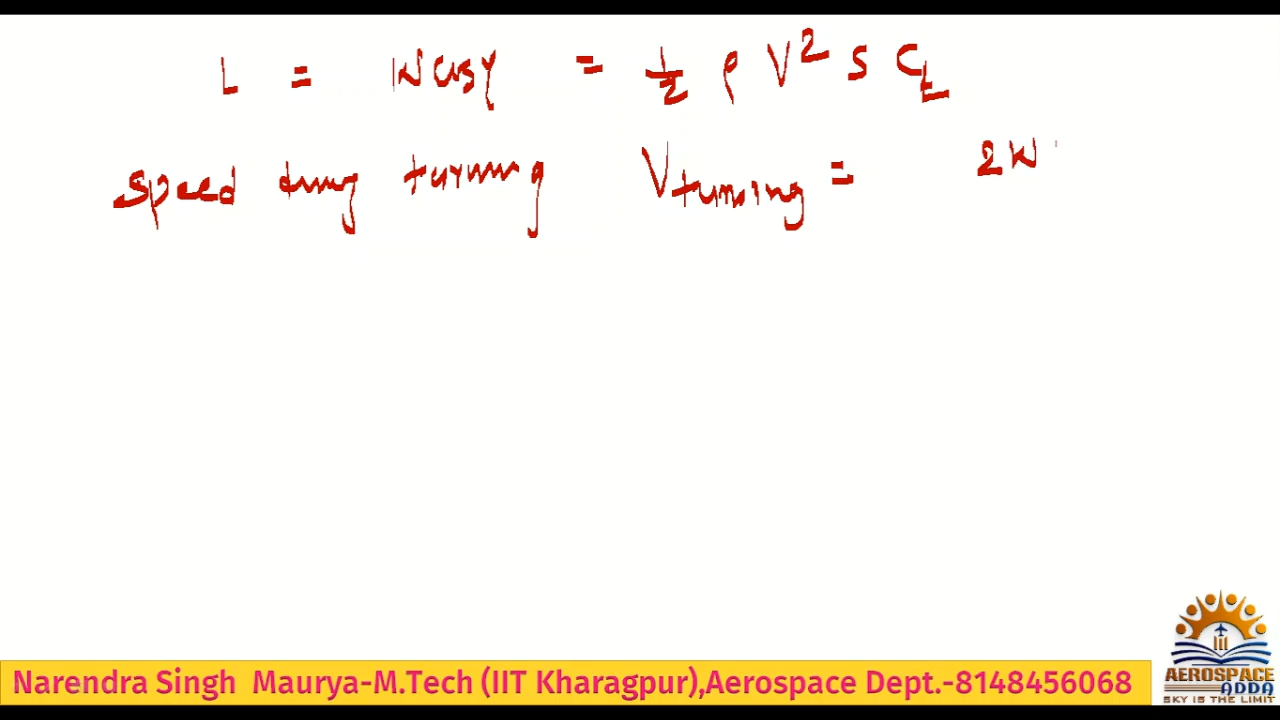 L = W cosγ = 1/2 ρ V² S C_L
speed during turning V_turning = 2W
Narendra Singh Maurya-M.Tech (IIT Kharagpur),Aerospace Dept.-8148456068
AEROSPACE
ADDA
SKY IS THE LIMIT